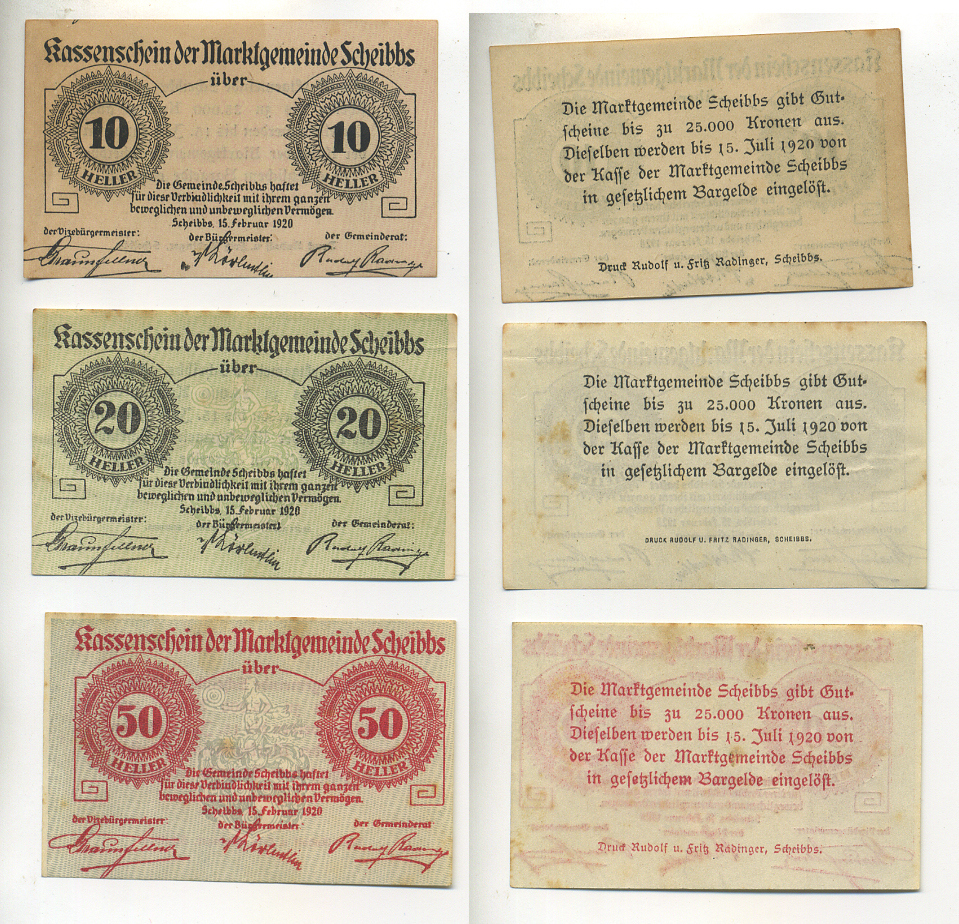 Kassenschein der Marktgemeinde Scheibbs
über
10 10
HELLER HELLER
Die Gemeinde Scheibbs haftet
für diese Verbindlichkeit mit ihrem ganzen
beweglichen und unbeweglichen Vermögen.
Scheibbs, 15. Februar 1920
der Vizebürgermeister: der Bürgermeister: der Gemeinderat:
Die Marktgemeinde Scheibbs gibt Gut-
scheine bis zu 25.000 Kronen aus.
Dieselben werden bis 15. Juli 1920 von
der Kasse der Marktgemeinde Scheibbs
in gesetzlichem Bargelde eingelöst.
Druck Rudolf u. Fritz Radinger, Scheibbs.
Kassenschein der Marktgemeinde Scheibbs
über
20 20
HELLER HELLER
Die Gemeinde Scheibbs haftet
für diese Verbindlichkeit mit ihrem ganzen
beweglichen und unbeweglichen Vermögen.
Scheibbs, 15. Februar 1920
der Vizebürgermeister: der Bürgermeister: der Gemeinderat:
Die Marktgemeinde Scheibbs gibt Gut-
scheine bis zu 25.000 Kronen aus.
Dieselben werden bis 15. Juli 1920 von
der Kasse der Marktgemeinde Scheibbs
in gesetzlichem Bargelde eingelöst.
DRUCK RUDOLF U. FRITZ RADINGER, SCHEIBBS.
Kassenschein der Marktgemeinde Scheibbs
über
50 50
HELLER HELLER
Die Gemeinde Scheibbs haftet
für diese Verbindlichkeit mit ihrem ganzen
beweglichen und unbeweglichen Vermögen.
Scheibbs, 15. Februar 1920
der Vizebürgermeister: der Bürgermeister: der Gemeinderat:
Die Marktgemeinde Scheibbs gibt Gut-
scheine bis zu 25.000 Kronen aus.
Dieselben werden bis 15. Juli 1920 von
der Kasse der Marktgemeinde Scheibbs
in gesetzlichem Bargelde eingelöst.
Druck Rudolf u. Fritz Radinger, Scheibbs.